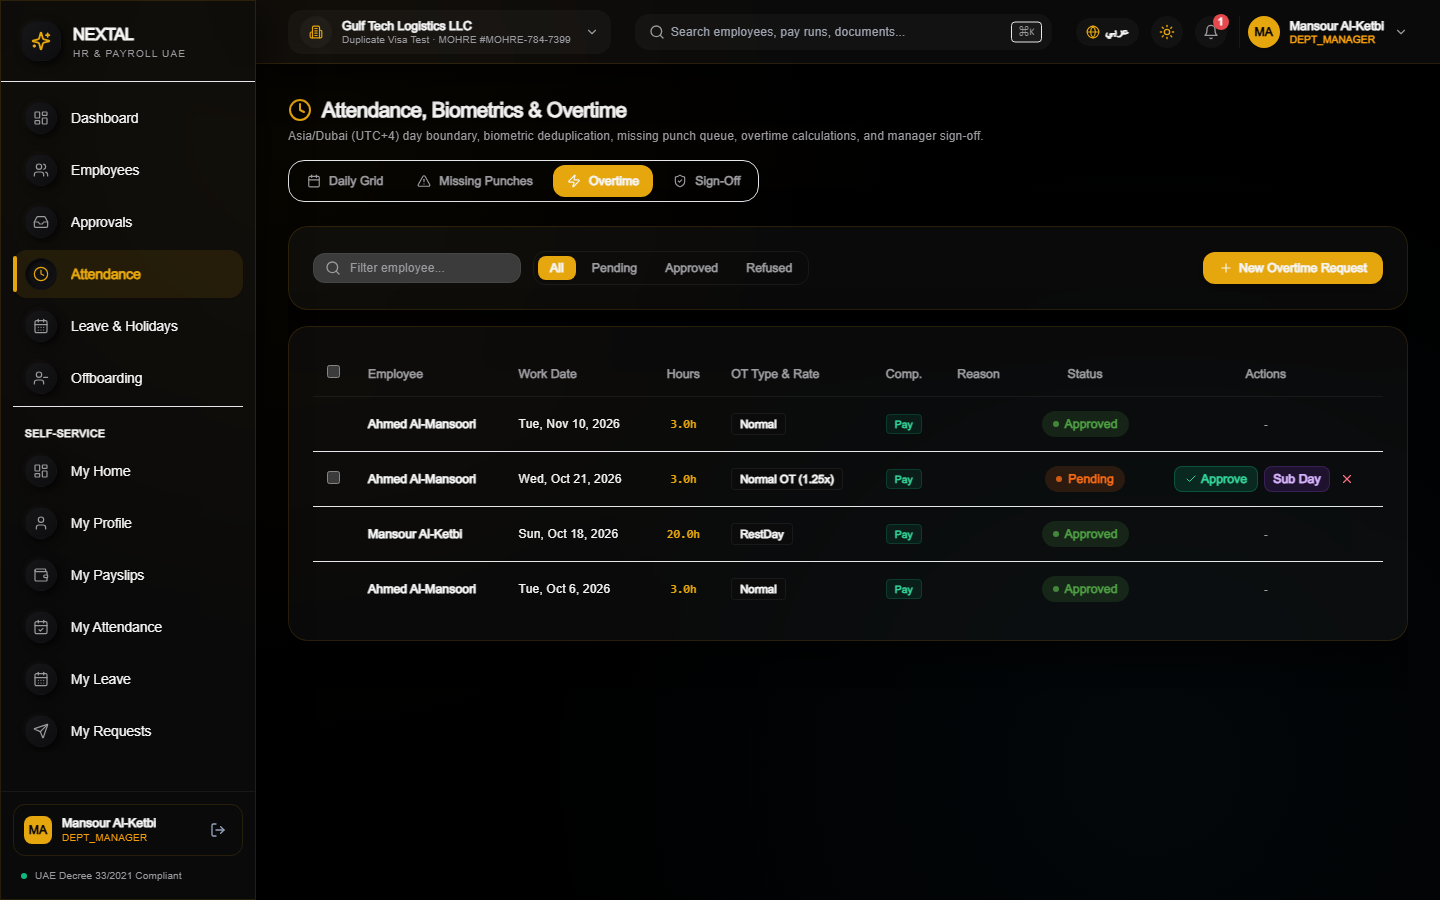 NEXTAL
HR & PAYROLL UAE
Gulf Tech Logistics LLC
Duplicate Visa Test · MOHRE #MOHRE-784-7399
Search employees, pay runs, documents...
⌘K
عربي
1
MA
Mansour Al-Ketbi
DEPT_MANAGER
Dashboard
Employees
Approvals
Attendance
Leave & Holidays
Offboarding
SELF-SERVICE
My Home
My Profile
My Payslips
My Attendance
My Leave
My Requests
MA
Mansour Al-Ketbi
DEPT_MANAGER
UAE Decree 33/2021 Compliant
Attendance, Biometrics & Overtime
Asia/Dubai (UTC+4) day boundary, biometric deduplication, missing punch queue, overtime calculations, and manager sign-off.
Daily Grid Missing Punches Overtime Sign-Off
Filter employee... All Pending Approved Refused + New Overtime Request
Employee Work Date Hours OT Type & Rate Comp. Reason Status Actions
Ahmed Al-Mansoori Tue, Nov 10, 2026 3.0h Normal Pay Approved -
Ahmed Al-Mansoori Wed, Oct 21, 2026 3.0h Normal OT (1.25x) Pay Pending Approve Sub Day
Mansour Al-Ketbi Sun, Oct 18, 2026 20.0h RestDay Pay Approved -
Ahmed Al-Mansoori Tue, Oct 6, 2026 3.0h Normal Pay Approved -